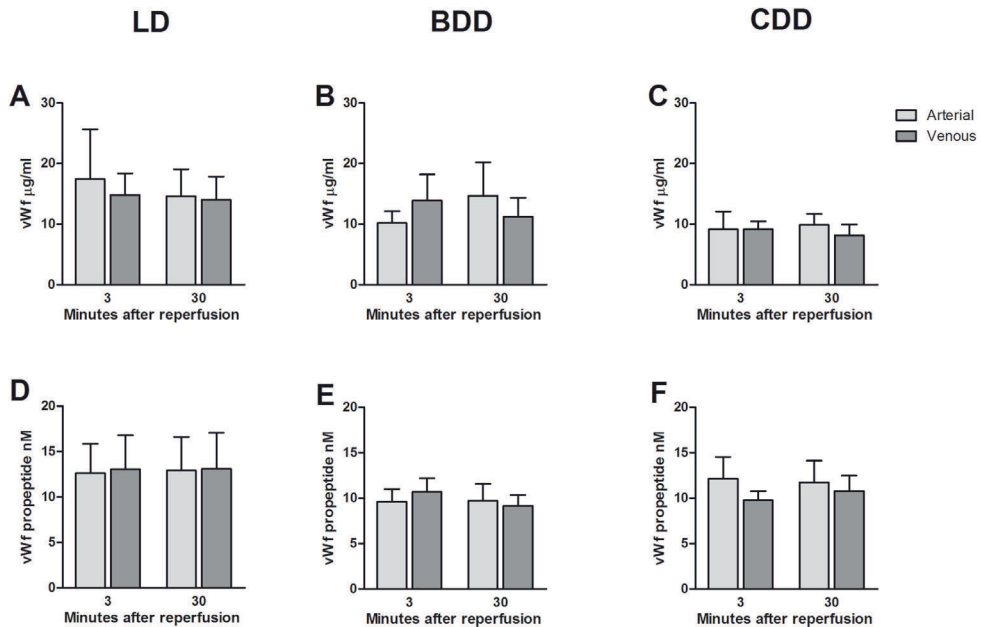 LD
BDD
CDD
A
B
C
30
20
10
0
vWf µg/ml
3
30
Minutes after reperfusion
30
20
10
0
vWf µg/ml
3
30
Minutes after reperfusion
30
20
10
0
vWf µg/ml
3
30
Minutes after reperfusion
Arterial
Venous
D
E
F
20
15
10
5
0
vWf propeptide nM
3
30
Minutes after reperfusion
20
15
10
5
0
vWf propeptide nM
3
30
Minutes after reperfusion
20
15
10
5
0
vWf propeptide nM
3
30
Minutes after reperfusion